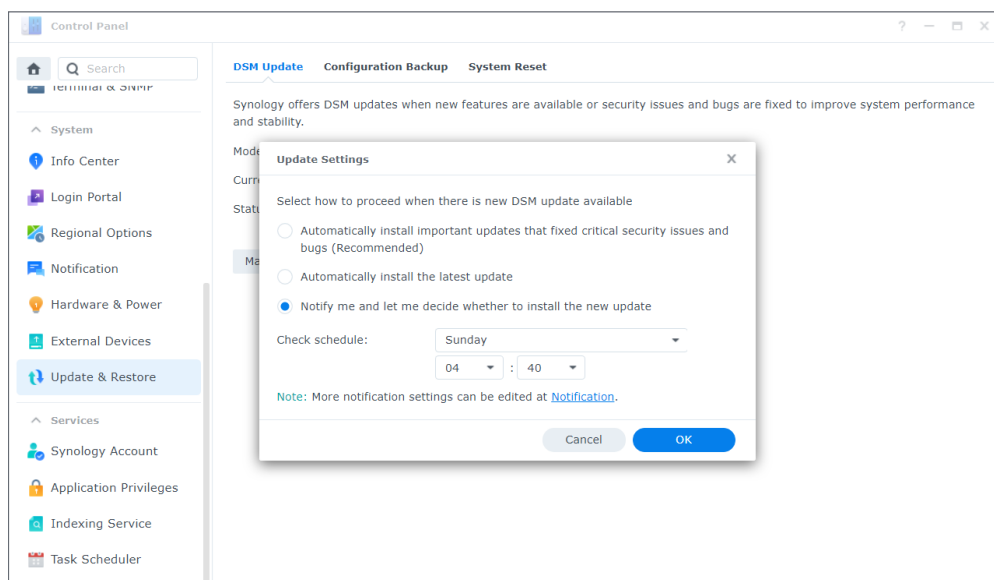 Control Panel
?
Search
Terminal & SNMP
System
Info Center
Login Portal
Regional Options
Notification
Hardware & Power
External Devices
Update & Restore
Services
Synology Account
Application Privileges
Indexing Service
Task Scheduler
DSM Update Configuration Backup System Reset
Synology offers DSM updates when new features are available or security issues and bugs are fixed to improve system performance
and stability.
Mode
Curr
Statu
Ma
Update Settings
Select how to proceed when there is new DSM update available
Automatically install important updates that fixed critical security issues and
bugs (Recommended)
Automatically install the latest update
Notify me and let me decide whether to install the new update
Check schedule: Sunday
04 : 40
Note: More notification settings can be edited at Notification.
Cancel OK